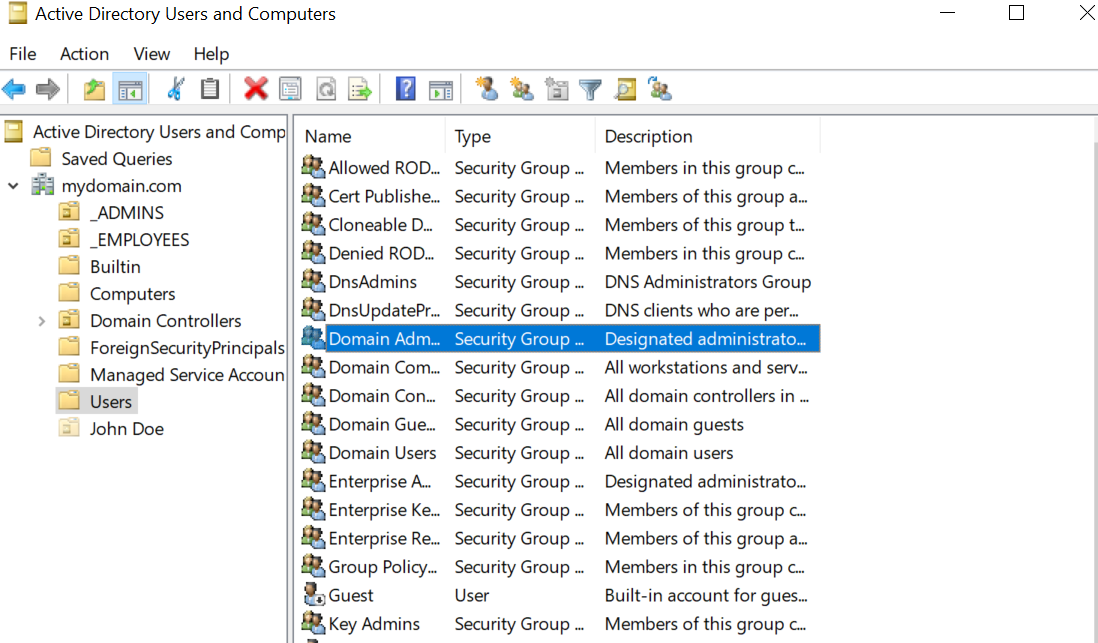 Active Directory Users and Computers
File Action View Help
Active Directory Users and Comp
Saved Queries
mydomain.com
_ADMINS
_EMPLOYEES
Builtin
Computers
Domain Controllers
ForeignSecurityPrincipals
Managed Service Accoun
Users
John Doe
Name Type Description
Allowed ROD... Security Group ... Members in this group c...
Cert Publishe... Security Group ... Members of this group a...
Cloneable D... Security Group ... Members of this group t...
Denied ROD... Security Group ... Members in this group c...
DnsAdmins Security Group ... DNS Administrators Group
DnsUpdatePr... Security Group ... DNS clients who are per...
Domain Adm... Security Group ... Designated administrato...
Domain Com... Security Group ... All workstations and serv...
Domain Con... Security Group ... All domain controllers in ...
Domain Gue... Security Group ... All domain guests
Domain Users Security Group ... All domain users
Enterprise A... Security Group ... Designated administrato...
Enterprise Ke... Security Group ... Members of this group c...
Enterprise Re... Security Group ... Members of this group a...
Group Policy... Security Group ... Members in this group c...
Guest User Built-in account for gues...
Key Admins Security Group ... Members of this group c...